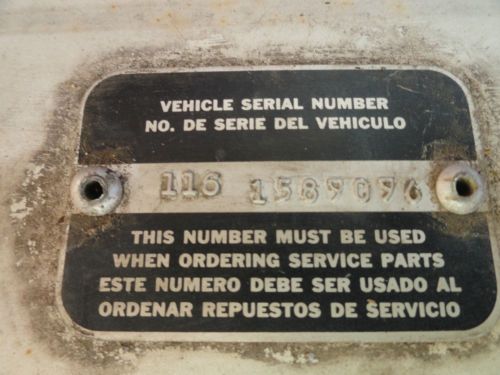 VEHICLE SERIAL NUMBER
NO. DE SERIE DEL VEHICULO
116 1589096
THIS NUMBER MUST BE USED
WHEN ORDERING SERVICE PARTS
ESTE NUMERO DEBE SER USADO AL
ORDENAR REPUESTOS DE SERVICIO